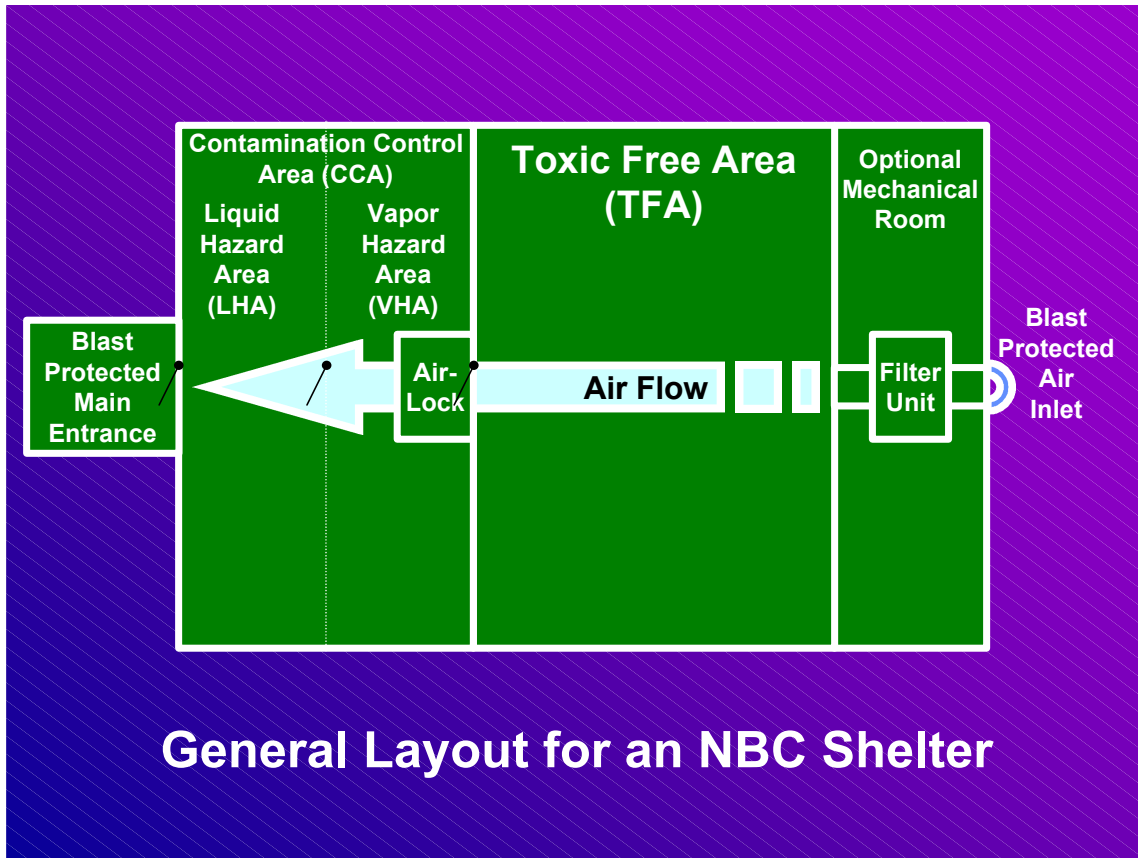 Contamination Control
Area (CCA)
Liquid
Hazard
Area
(LHA)
Vapor
Hazard
Area
(VHA)
Toxic Free Area
(TFA)
Optional
Mechanical
Room
Blast
Protected
Main
Entrance
Air-
Lock
Air Flow
Filter
Unit
Blast
Protected
Air
Inlet
General Layout for an NBC Shelter